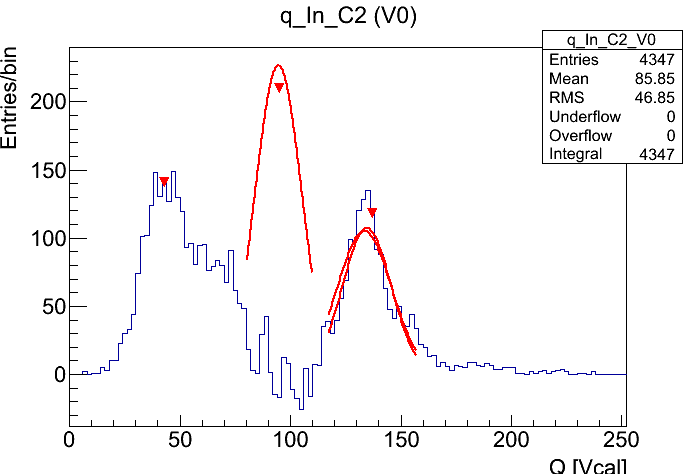 q_In_C2 (V0)
q_In_C2_V0
Entries 4347
Mean 85.85
RMS 46.85
Underflow 0
Overflow 0
Integral 4347
Entries/bin
200
150
100
50
0
0 50 100 150 200 250
Q [Vcal]